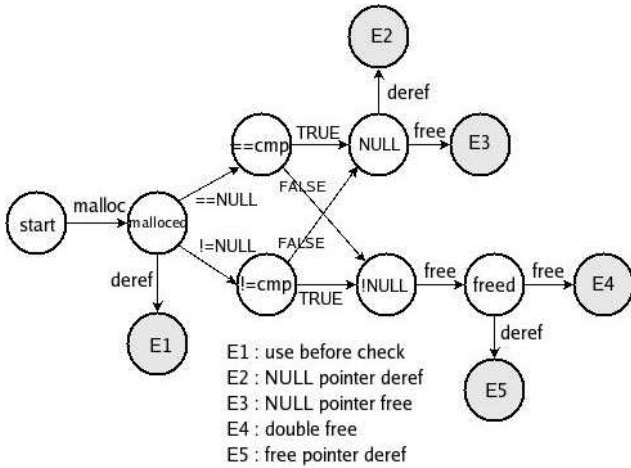 E2
deref
TRUE
free
==cmp
NULL
E3
malloc
==NULL
FALSE
start
malloced
!=NULL
FALSE
deref
!=cmp
TRUE
!NULL
free
freed
free
E4
E1
deref
E5
E1 : use before check
E2 : NULL pointer deref
E3 : NULL pointer free
E4 : double free
E5 : free pointer deref